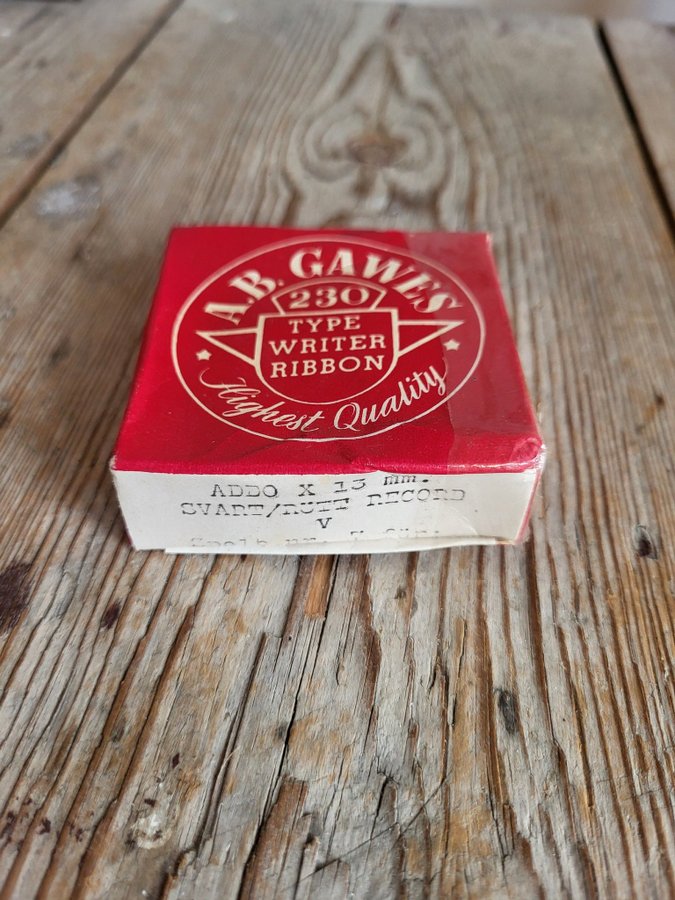 A.B. GAWES
230
TYPE
WRITER
RIBBON
Highest Quality
ADDO X 13 mm.
SVART/RÖTT RECORD
V